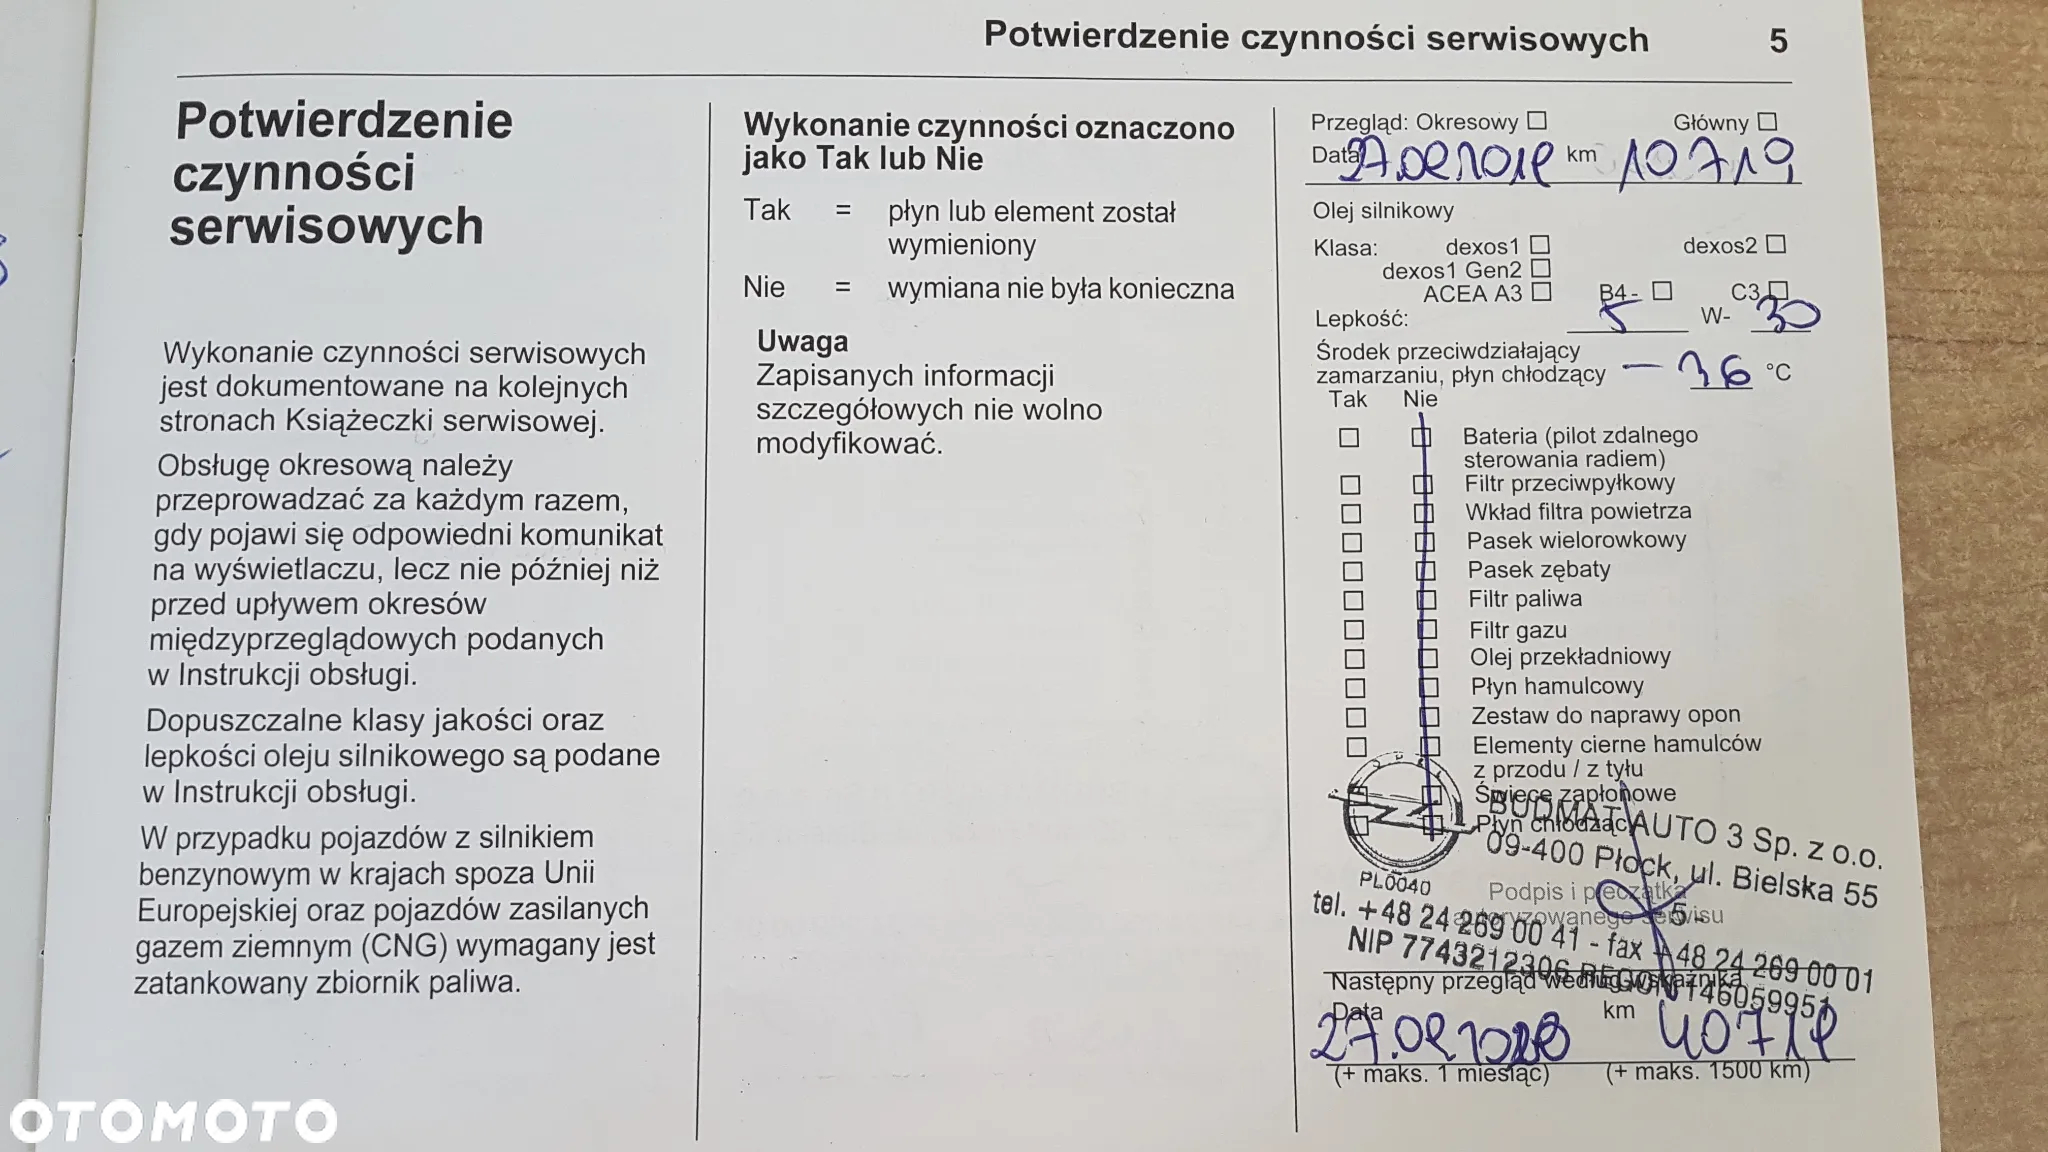 Potwierdzenie czynności serwisowych 5
Potwierdzenie
czynności
serwisowych
Wykonanie czynności serwisowych
jest dokumentowane na kolejnych
stronach Książeczki serwisowej.
Obsługę okresową należy
przeprowadzać za każdym razem,
gdy pojawi się odpowiedni komunikat
na wyświetlaczu, lecz nie później niż
przed upływem okresów
międzyprzeglądowych podanych
w Instrukcji obsługi.
Dopuszczalne klasy jakości oraz
lepkości oleju silnikowego są podane
w Instrukcji obsługi.
W przypadku pojazdów z silnikiem
benzynowym w krajach spoza Unii
Europejskiej oraz pojazdów zasilanych
gazem ziemnym (CNG) wymagany jest
zatankowany zbiornik paliwa.
Wykonanie czynności oznaczono
jako Tak lub Nie
Tak = płyn lub element został
wymieniony
Nie = wymiana nie była konieczna
Uwaga
Zapisanych informacji
szczegółowych nie wolno
modyfikować.
Przegląd: Okresowy Główny
Data km 10719
Olej silnikowy
Klasa: dexos1 dexos2
dexos1 Gen2
ACEA A3 B4- C3
Lepkość: 5 W- 30
Środek przeciwdziałający
zamarzaniu, płyn chłodzący - 36 °C
Tak Nie
Bateria (pilot zdalnego
sterowania radiem)
Filtr przeciwpyłkowy
Wkład filtra powietrza
Pasek wielorowkowy
Pasek zębaty
Filtr paliwa
Filtr gazu
Olej przekładniowy
Płyn hamulcowy
Zestaw do naprawy opon
Elementy cierne hamulców
z przodu / z tyłu
Świece zapłonowe
Płyn chłodzący
BUDMAT AUTO 3 Sp. z o.o.
09-400 Płock, ul. Bielska 55
PL0040
Podpis i pieczątka
autoryzowanego serwisu
- 5 -
tel. +48 24 269 00 41 - fax +48 24 269 00 01
NIP 7743212306 REGON 146059951
Następny przegląd według wskaźnika
Data km
(+ maks. 1 miesiąc) (+ maks. 1500 km)
OTOMOTO